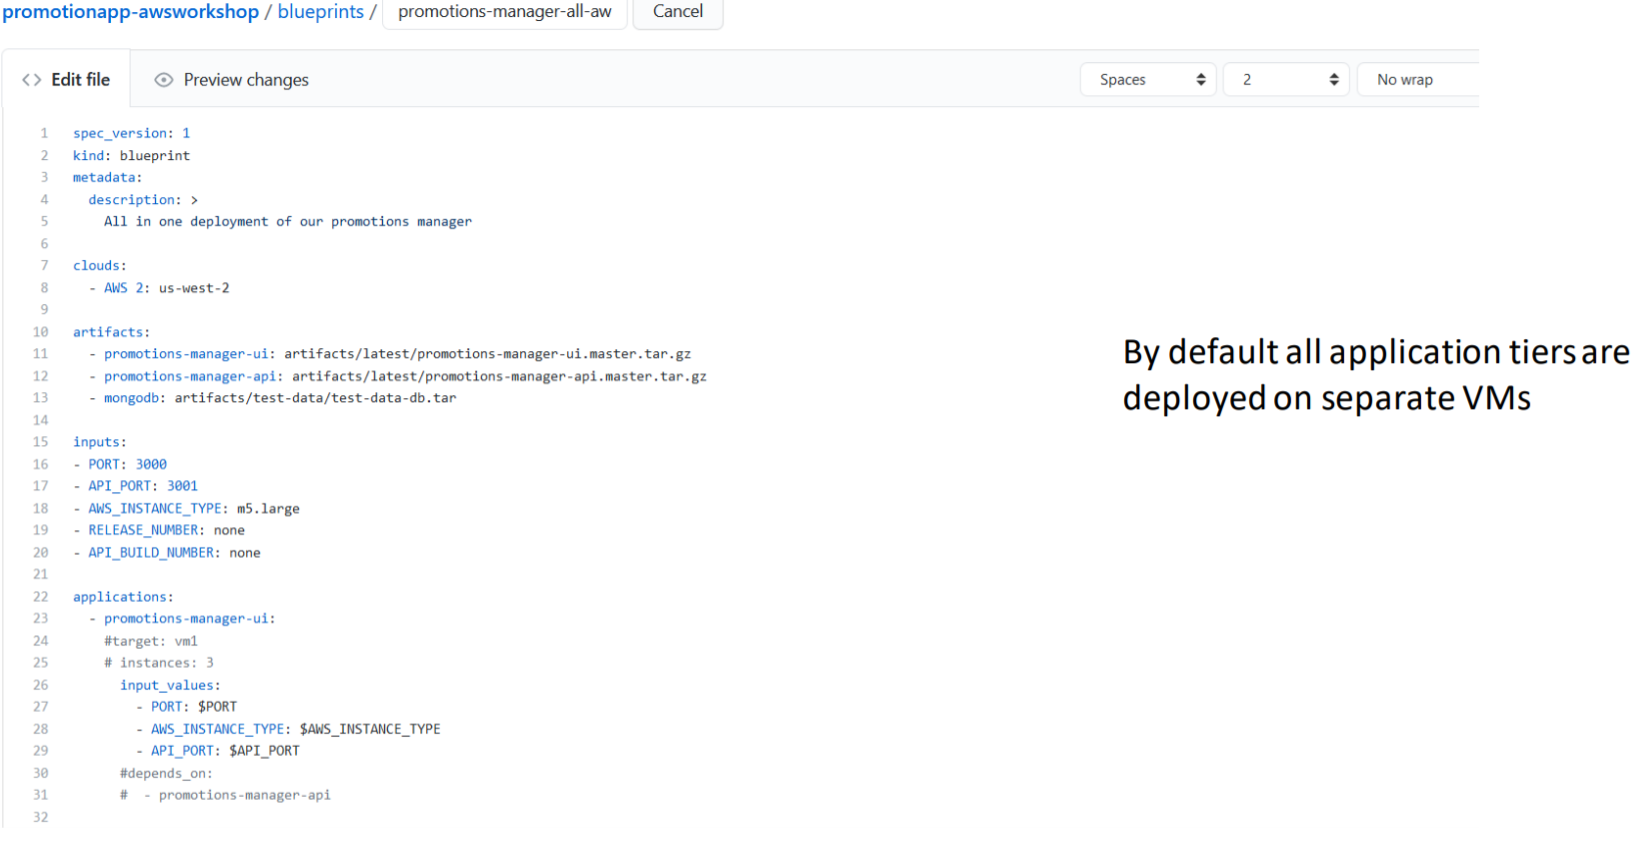 promotionapp-awsworkshop / blueprints / promotions-manager-all-aw Cancel
<> Edit file Preview changes Spaces 2 No wrap
1 spec_version: 1
2 kind: blueprint
3 metadata:
4 description: >
5 All in one deployment of our promotions manager
6
7 clouds:
8 - AWS 2: us-west-2
9
10 artifacts:
11 - promotions-manager-ui: artifacts/latest/promotions-manager-ui.master.tar.gz
12 - promotions-manager-api: artifacts/latest/promotions-manager-api.master.tar.gz
13 - mongodb: artifacts/test-data/test-data-db.tar
14
15 inputs:
16 - PORT: 3000
17 - API_PORT: 3001
18 - AWS_INSTANCE_TYPE: m5.large
19 - RELEASE_NUMBER: none
20 - API_BUILD_NUMBER: none
21
22 applications:
23 - promotions-manager-ui:
24 #target: vm1
25 # instances: 3
26 input_values:
27 - PORT: $PORT
28 - AWS_INSTANCE_TYPE: $AWS_INSTANCE_TYPE
29 - API_PORT: $API_PORT
30 #depends_on:
31 # - promotions-manager-api
32
By default all application tiers are
deployed on separate VMs